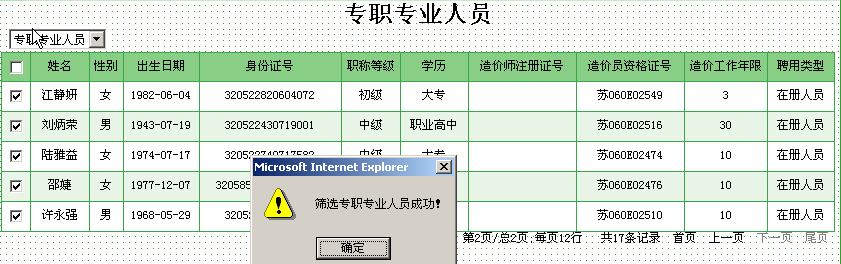 专职专业人员
专职专业人员
姓名 性别 出生日期 身份证号 职称等级 学历 造价师注册证号 造价员资格证号 造价工作年限 聘用类型
江静妍 女 1982-06-04 320522820604072 初级 大专 苏060E02549 3 在册人员
刘炳荣 男 1943-07-19 320522430719001 中级 职业高中 苏060E02516 30 在册人员
陆雅益 女 1974-07-17 320522740717582 中级 大专 苏060E02474 10 在册人员
邵婕 女 1977-12-07 32058 苏060E02476 10 在册人员
许永强 男 1968-05-29 3205 苏060E02510 10 在册人员
Microsoft Internet Explorer
筛选专职专业人员成功!
确定
第2页/总2页,每页12行 共17条记录 首页 上一页 下一页 尾页